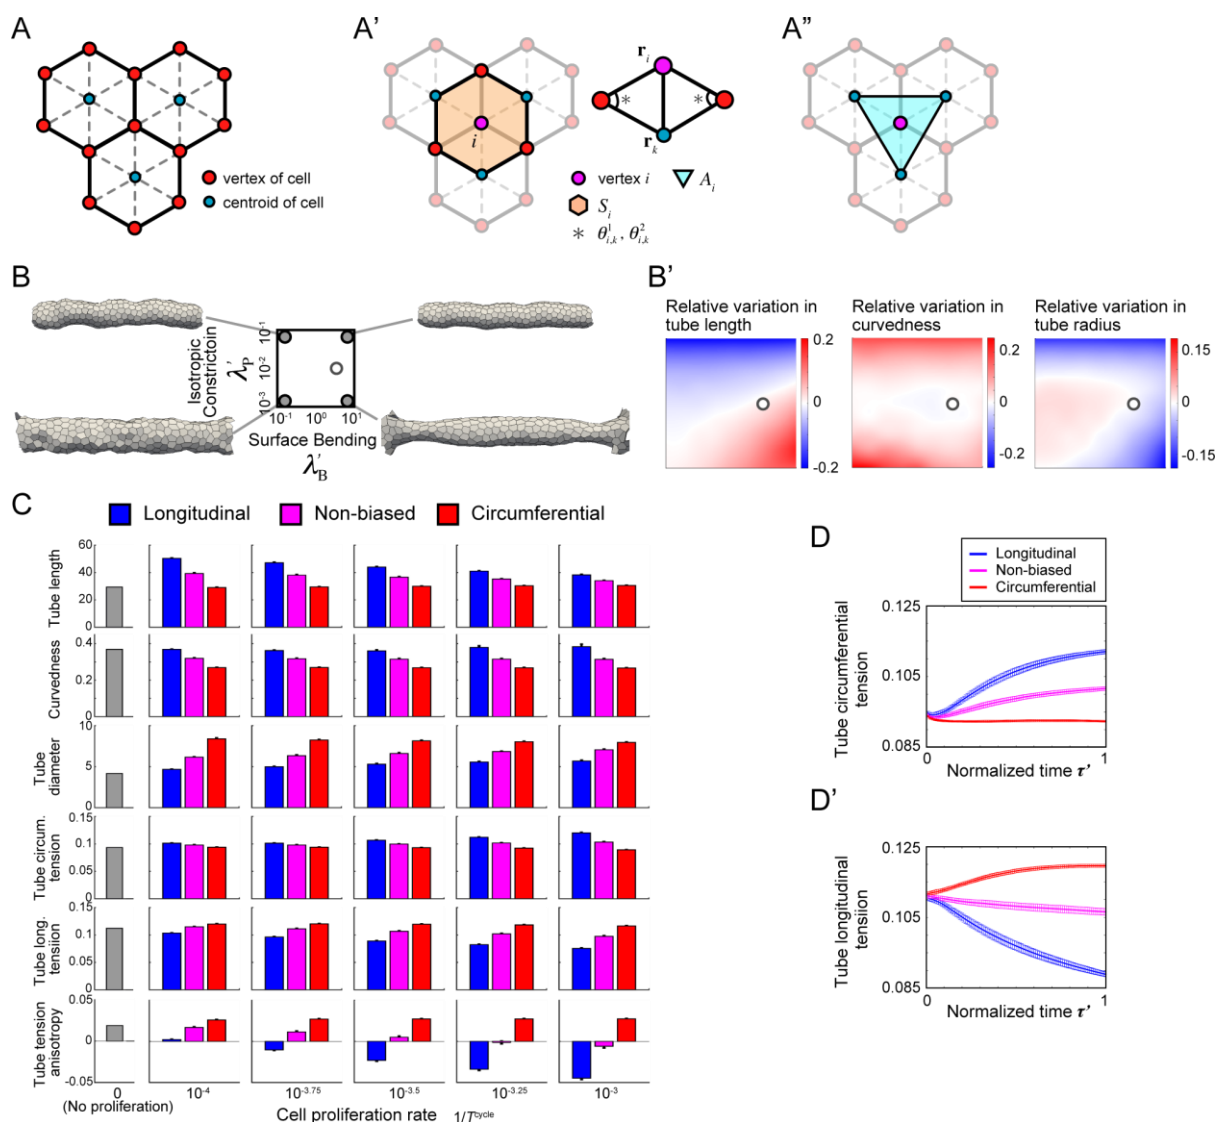 A
vertex of cell
centroid of cell
A'
i
r_i
r_k
* *
vertex i
A_i
S_i
* θ^1_{i,k}, θ^2_{i,k}
A"
B
Isotropic
Constrictoin
λ'_P
10^-1
10^-2
10^-3
10^-1 10^0 10^1
Surface Bending
λ'_B
B'
Relative variation in
tube length
0.2
0
-0.2
Relative variation in
curvedness
0.2
0
-0.2
Relative variation in
tube radius
0.15
0
-0.15
C
Longitudinal Non-biased Circumferential
Tube length
60
40
20
0
Curvedness
0.4
0.2
0
Tube
diameter
10
5
0
Tube circum.
tension
0.15
0.1
0.05
0
Tube long.
tensiion
0.15
0.1
0.05
0
Tube tension
anisotropy
0.05
0
-0.05
0 10^-4 10^-3.75 10^-3.5 10^-3.25 10^-3
(No proliferation)
Cell proliferation rate 1/T^cycle
D
Longitudinal
Non-biased
Circumferential
Tube circumferential
tension
0.125
0.105
0.085
0 1
Normalized time τ'
D'
Tube longitudinal
tensiion
0.125
0.105
0.085
0 1
Normalized time τ'